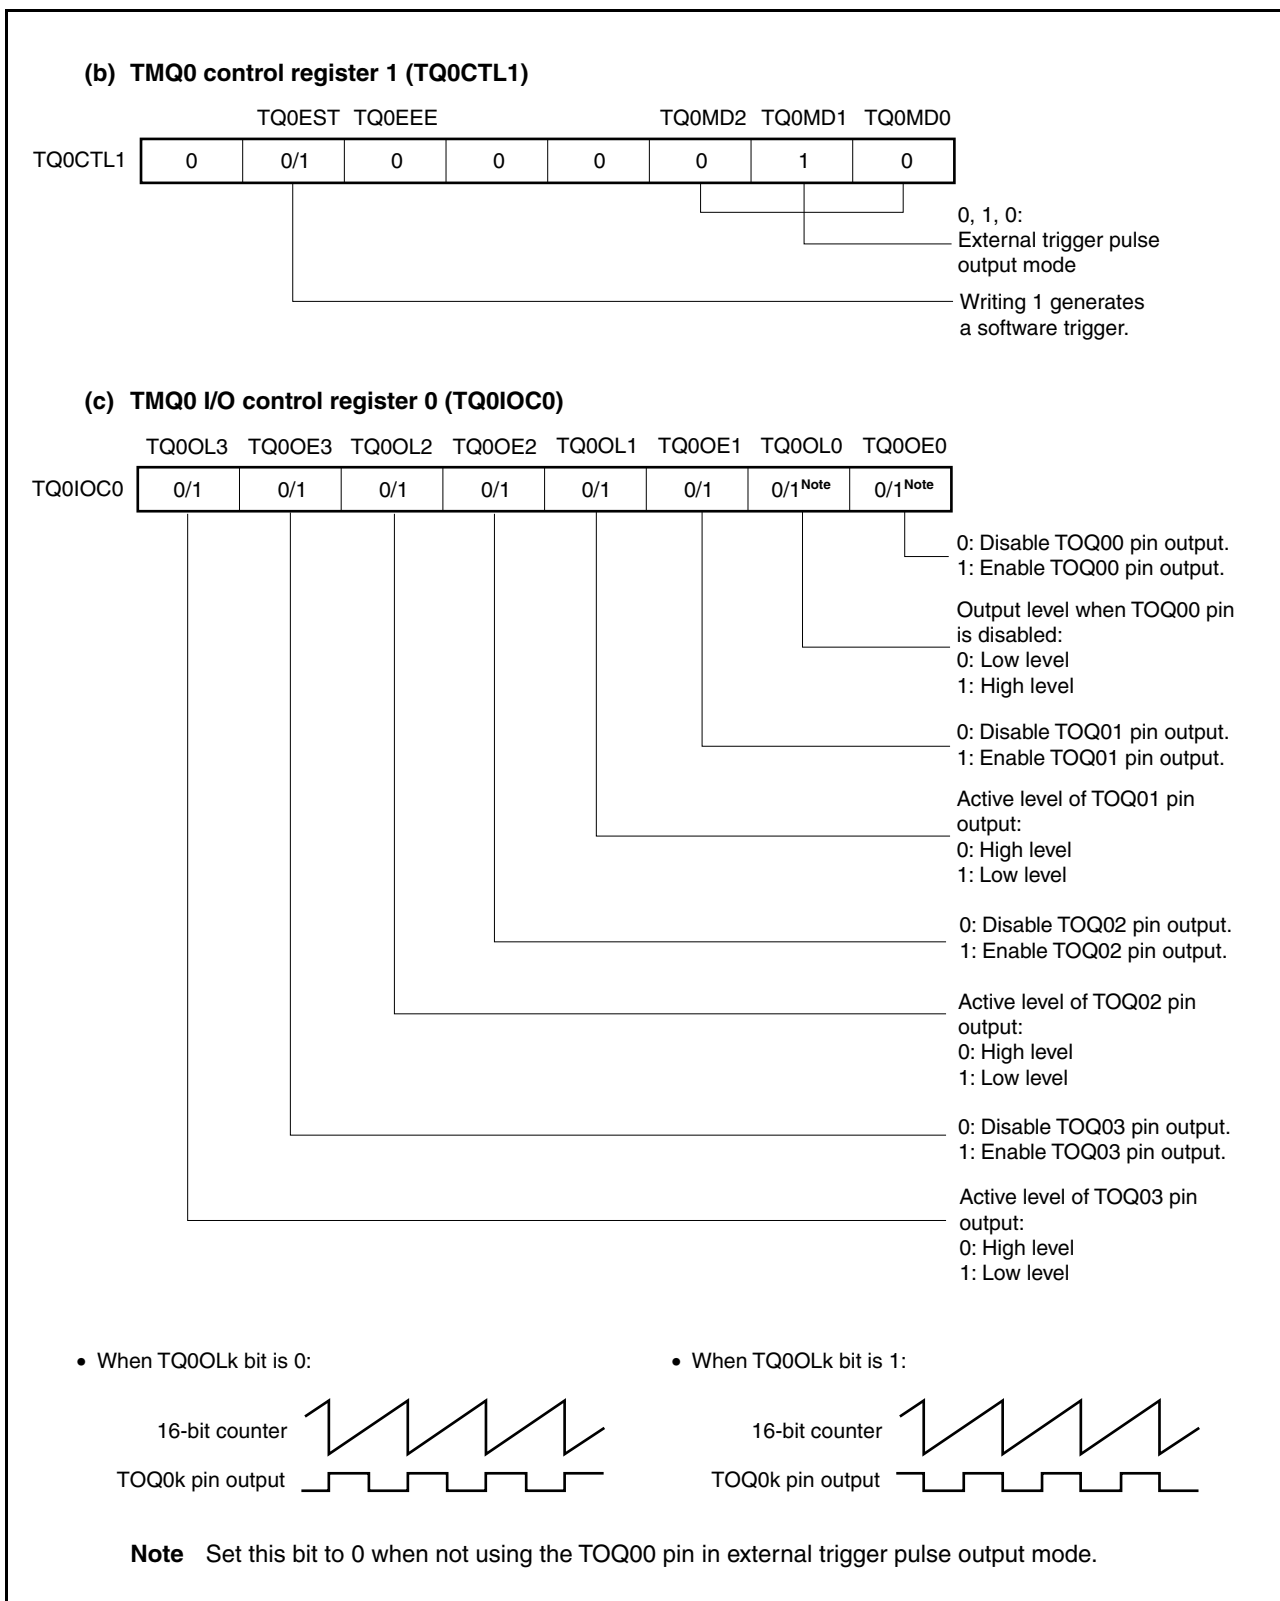 (b) TMQ0 control register 1 (TQ0CTL1)
TQ0EST TQ0EEE TQ0MD2 TQ0MD1 TQ0MD0
TQ0CTL1 0 0/1 0 0 0 0 1 0
0, 1, 0:
External trigger pulse
output mode
Writing 1 generates
a software trigger.
(c) TMQ0 I/O control register 0 (TQ0IOC0)
TQ0OL3 TQ0OE3 TQ0OL2 TQ0OE2 TQ0OL1 TQ0OE1 TQ0OL0 TQ0OE0
TQ0IOC0 0/1 0/1 0/1 0/1 0/1 0/1 0/1Note 0/1Note
0: Disable TOQ00 pin output.
1: Enable TOQ00 pin output.
Output level when TOQ00 pin
is disabled:
0: Low level
1: High level
0: Disable TOQ01 pin output.
1: Enable TOQ01 pin output.
Active level of TOQ01 pin
output:
0: High level
1: Low level
0: Disable TOQ02 pin output.
1: Enable TOQ02 pin output.
Active level of TOQ02 pin
output:
0: High level
1: Low level
0: Disable TOQ03 pin output.
1: Enable TOQ03 pin output.
Active level of TOQ03 pin
output:
0: High level
1: Low level
• When TQ0OLk bit is 0:
16-bit counter
TOQ0k pin output
• When TQ0OLk bit is 1:
16-bit counter
TOQ0k pin output
Note Set this bit to 0 when not using the TOQ00 pin in external trigger pulse output mode.